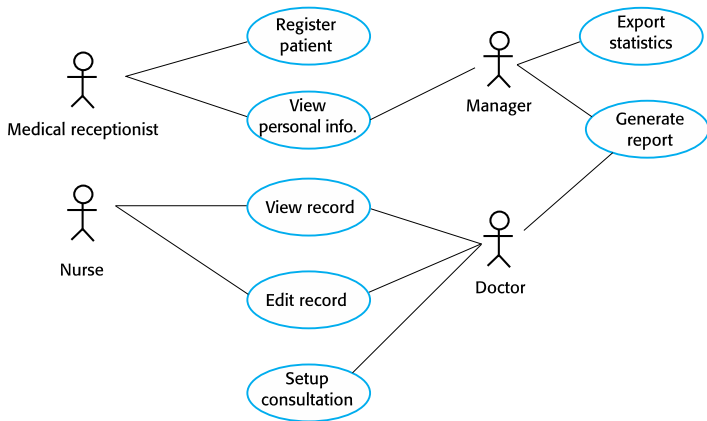 Register
patient
Export
statistics
Medical receptionist
View
personal info.
Manager
Generate
report
View record
Nurse
Edit record
Doctor
Setup
consultation